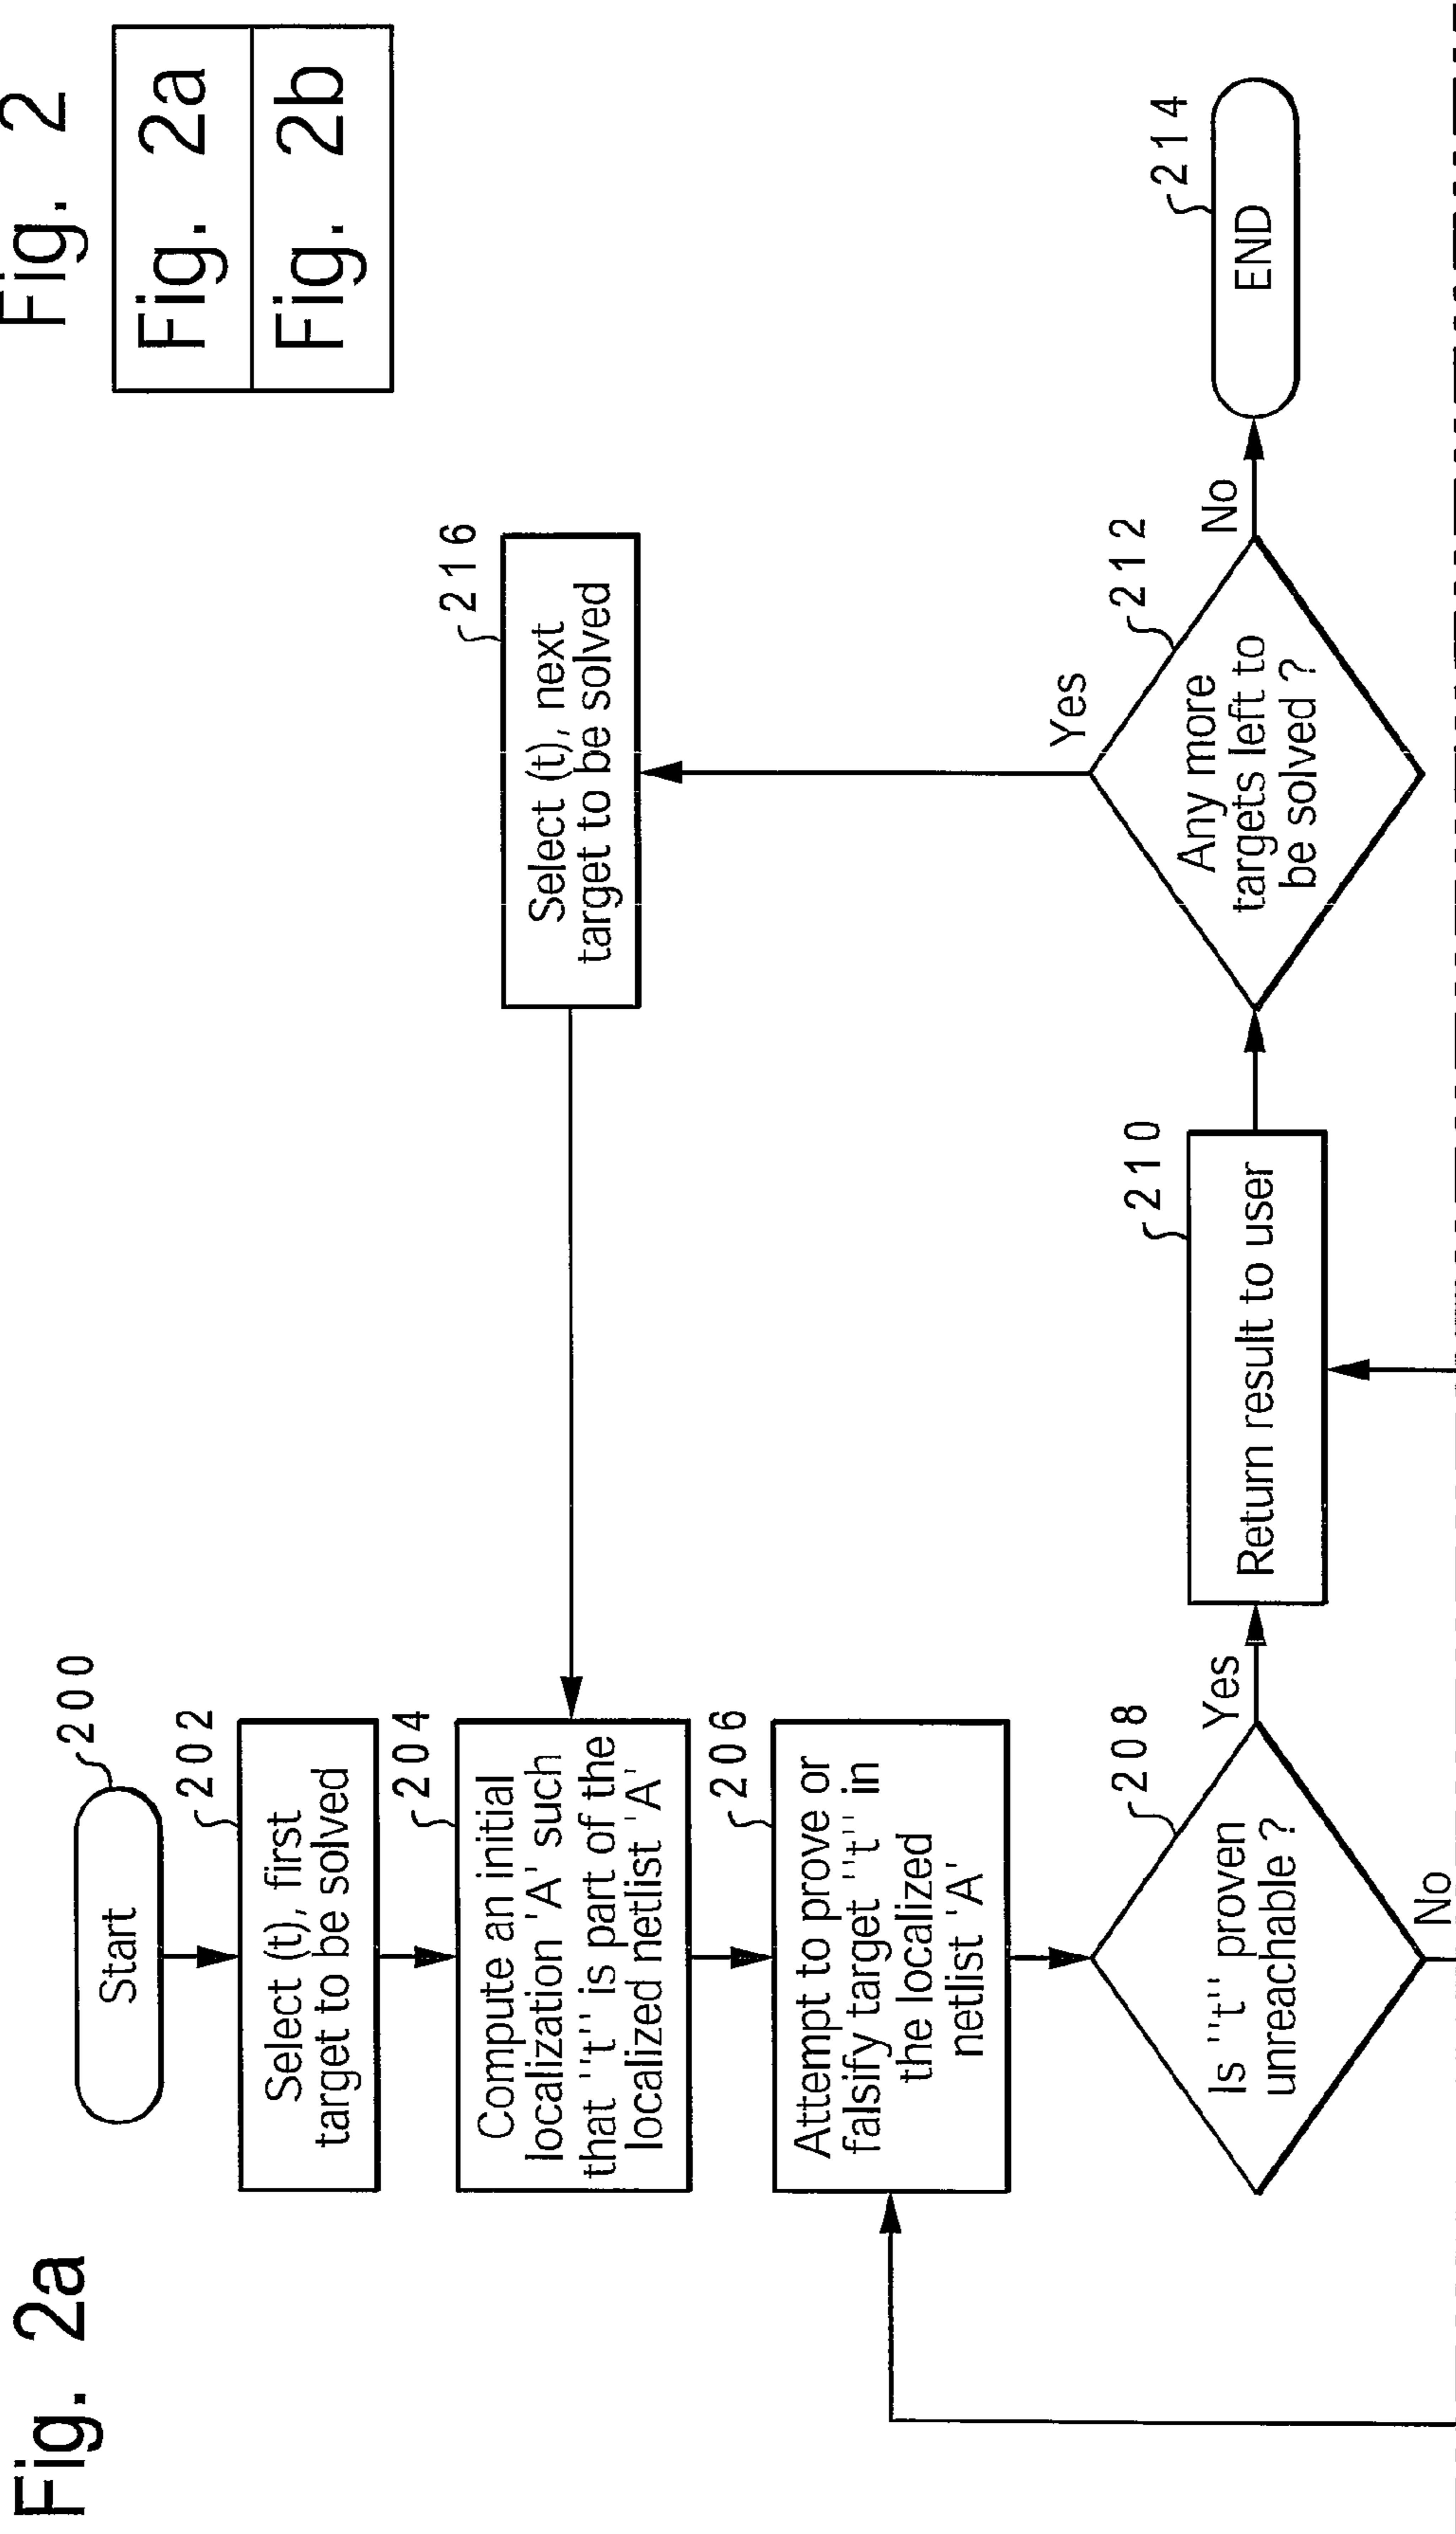 Fig. 2a
Fig. 2
Fig. 2a
Fig. 2b
Start
200
202
Select (t), first
target to be solved
204
Compute an initial
localization 'A' such
that "t" is part of the
localized netlist 'A'
216
Select (t), next
target to be solved
206
Attempt to prove or
falsify target "t" in
the localized
netlist 'A'
208
Is "t" proven
unreachable ?
Yes
No
210
Return result to user
212
Any more
targets left to
be solved ?
Yes
No
214
END